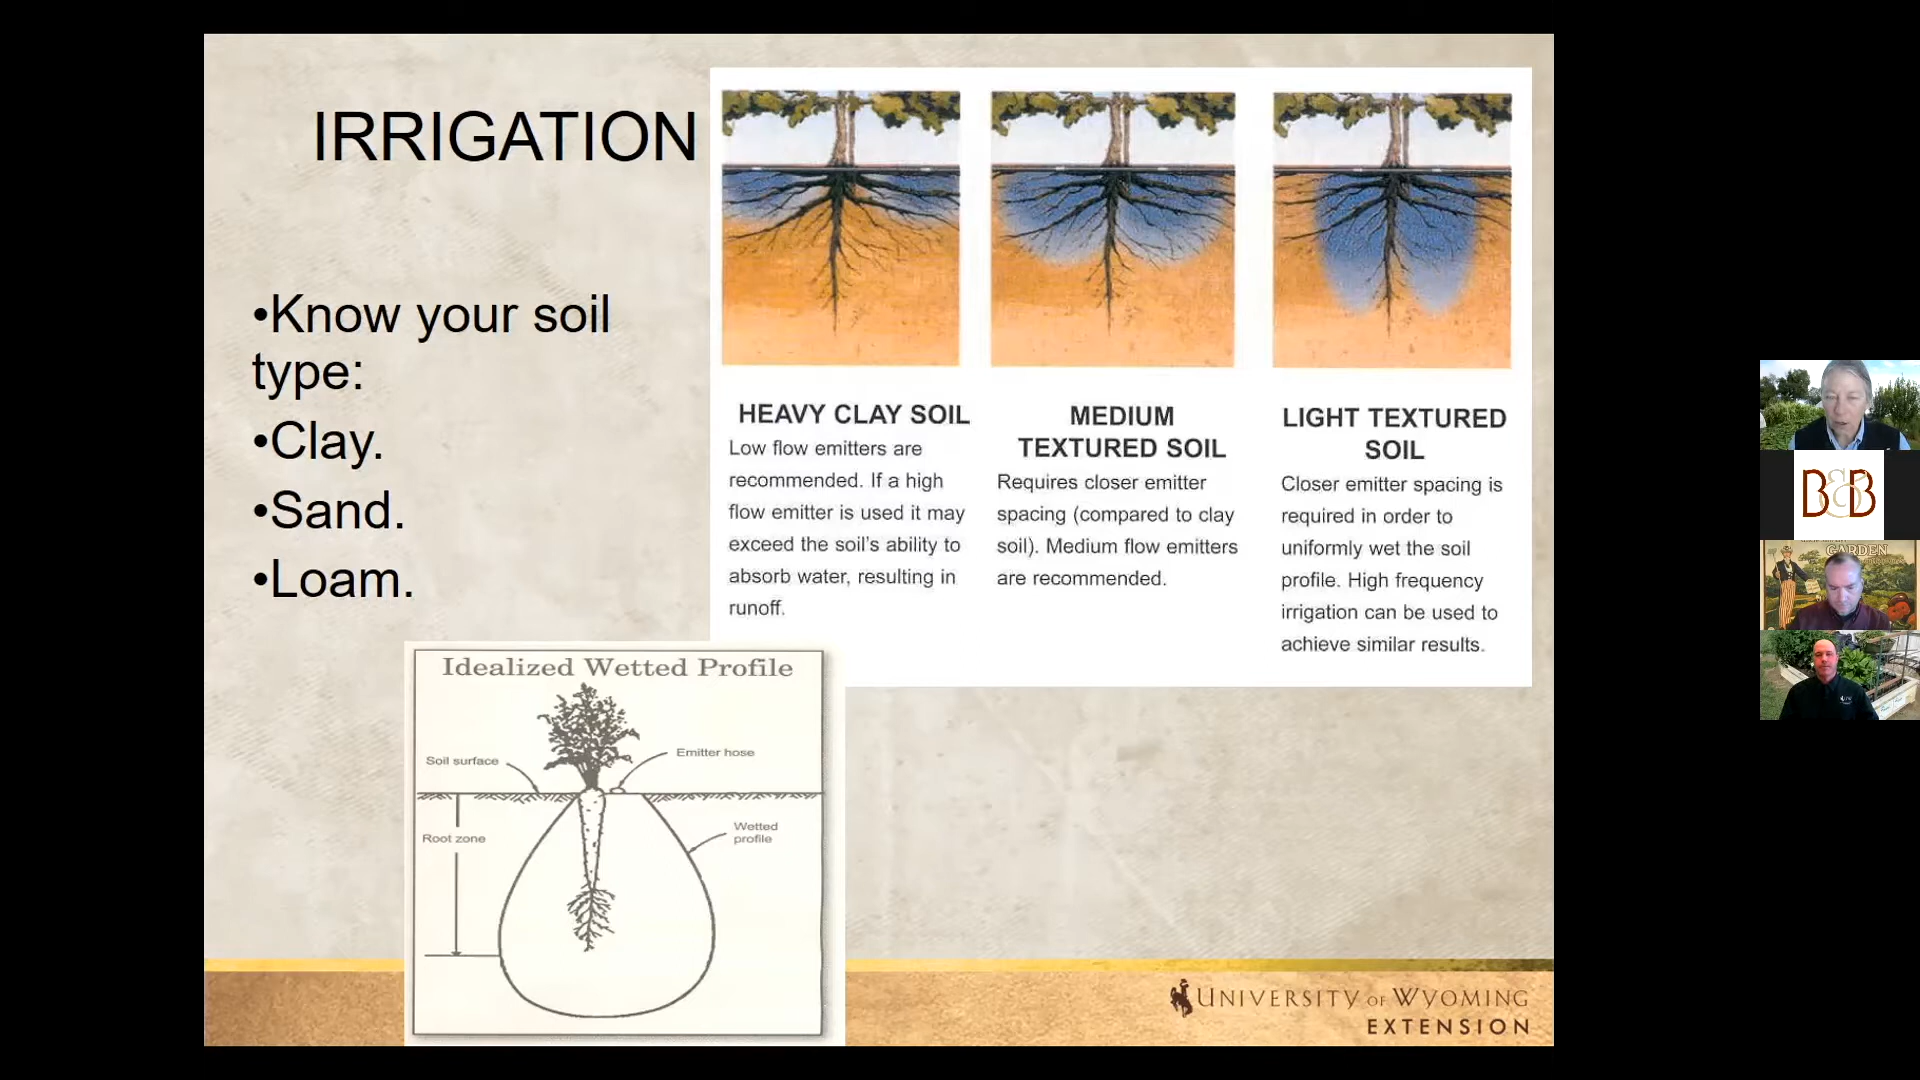 IRRIGATION
•Know your soil
type:
•Clay.
•Sand.
•Loam.
HEAVY CLAY SOIL
Low flow emitters are
recommended. If a high
flow emitter is used it may
exceed the soil's ability to
absorb water, resulting in
runoff.
MEDIUM
TEXTURED SOIL
Requires closer emitter
spacing (compared to clay
soil). Medium flow emitters
are recommended.
LIGHT TEXTURED
SOIL
Closer emitter spacing is
required in order to
uniformly wet the soil
profile. High frequency
irrigation can be used to
achieve similar results.
Idealized Wetted Profile
Soil surface
Emitter hose
Root zone
Wetted
profile
UNIVERSITY OF WYOMING
EXTENSION
B&B
GARDEN